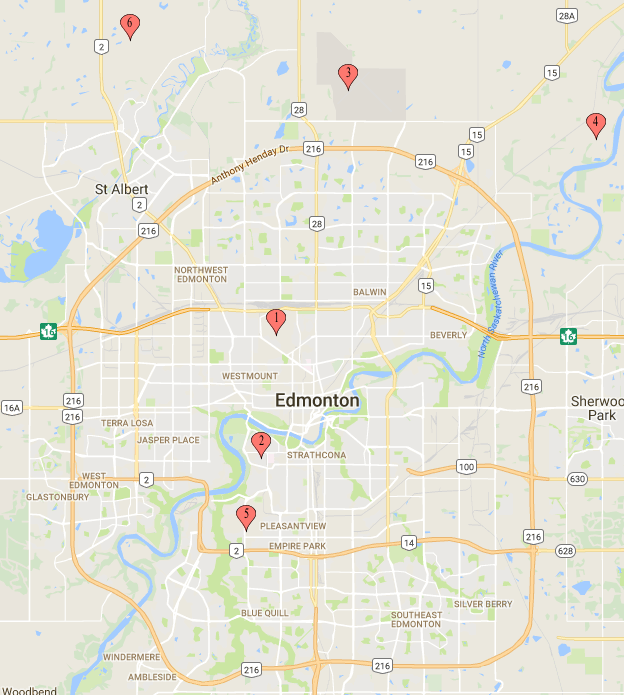 28A
6
2
3
15
28
4
15
216
15
216
Anthony Henday Dr
St Albert
2
216
28
NORTHWEST
EDMONTON
North Saskatchewan River
15
BALWIN
1
16
BEVERLY
16
WESTMOUNT
216
Edmonton
216
16A
216
Sherwoo
Park
TERRA LOSA
JASPER PLACE
2
STRATHCONA
100
WEST
EDMONTON
2
630
GLASTONBURY
5
PLEASANTVIEW
216
EMPIRE PARK
14
2
628
SILVER BERRY
BLUE QUILL
SOUTHEAST
EDMONTON
WINDERMERE
216
216
AMBLESIDE
Woodbend